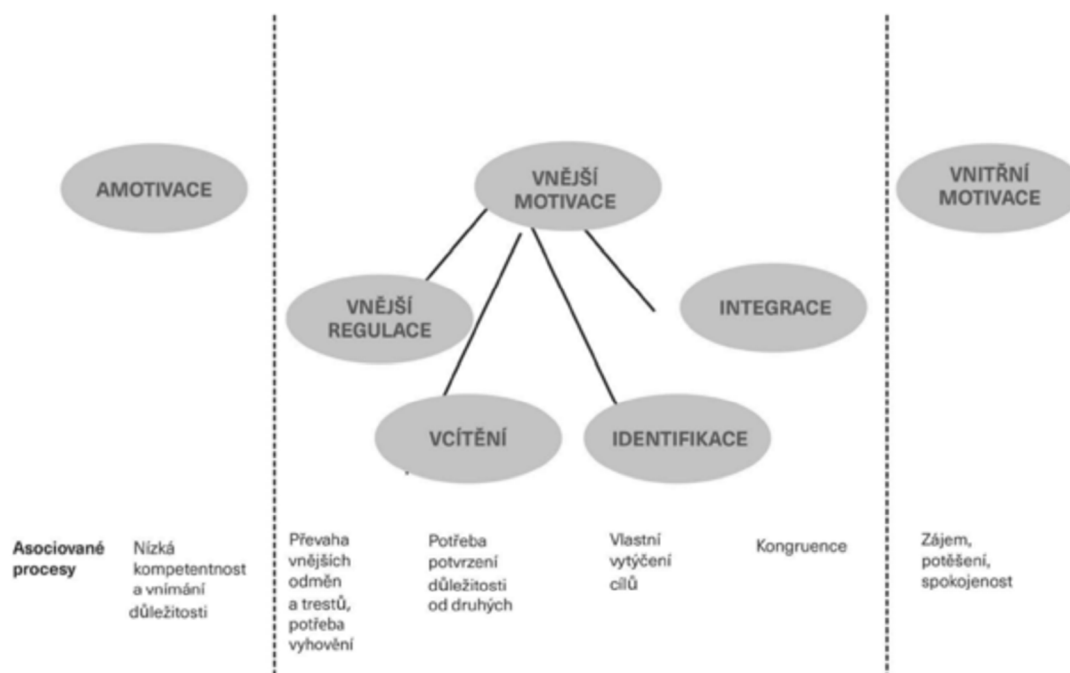 AMOTIVACE
VNĚJŠÍ
MOTIVACE
VNITŘNÍ
MOTIVACE
VNĚJŠÍ
REGULACE
INTEGRACE
VCÍTĚNÍ
IDENTIFIKACE
Asociované
procesy
Nízká
kompetentnost
a vnímání
důležitosti
Převaha
vnějších
odměn
a trestů,
potřeba
vyhovění
Potřeba
potvrzení
důležitosti
od druhých
Vlastní
vytýčení
cílů
Kongruence
Zájem,
potěšení,
spokojenost